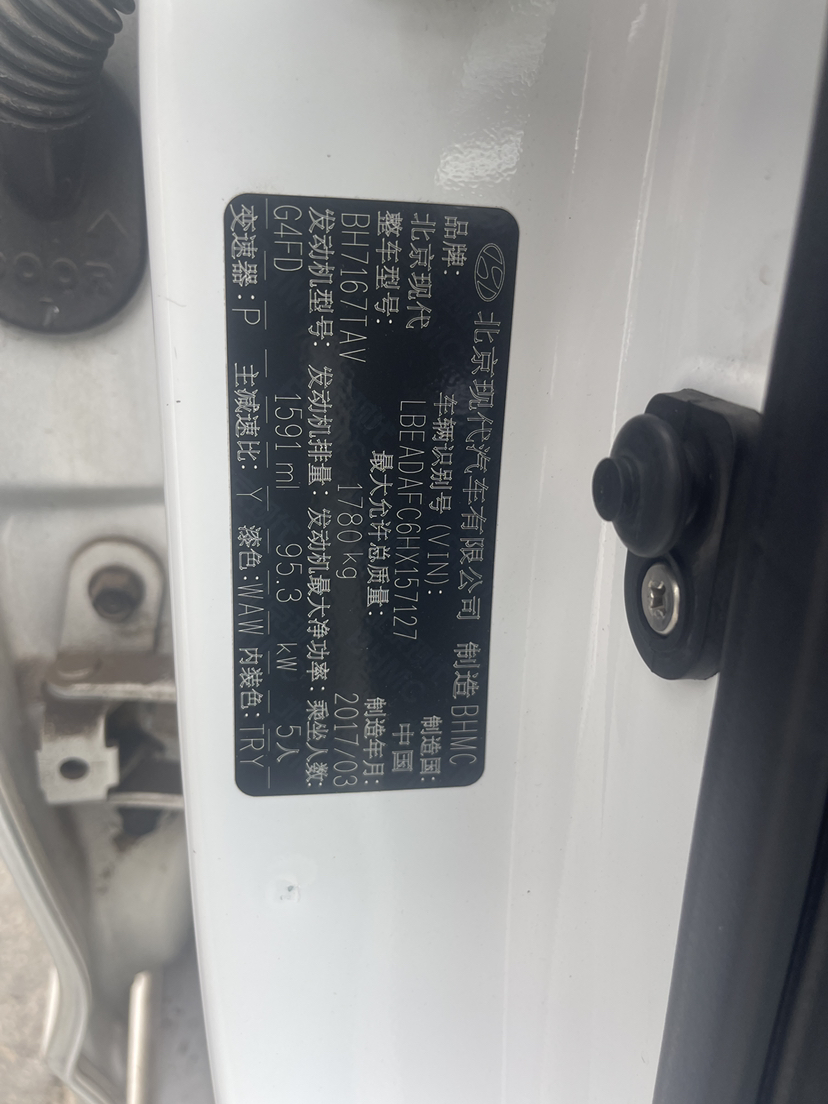 北京现代汽车有限公司 制造 BHMC
品牌: 车辆识别号(VIN): 制造国:
北京现代 LBEADAFC6HX157127 中国
整车型号: 最大允许总质量: 制造年月:
BH7167TAV 1780 kg 2017/03
发动机型号: 发动机排量: 发动机最大净功率: 乘坐人数:
G4FD 1591 ml 95.3 kW 5人
变速器: P 主减速比: Y 漆色: WAW 内装色: TRY
DOOR